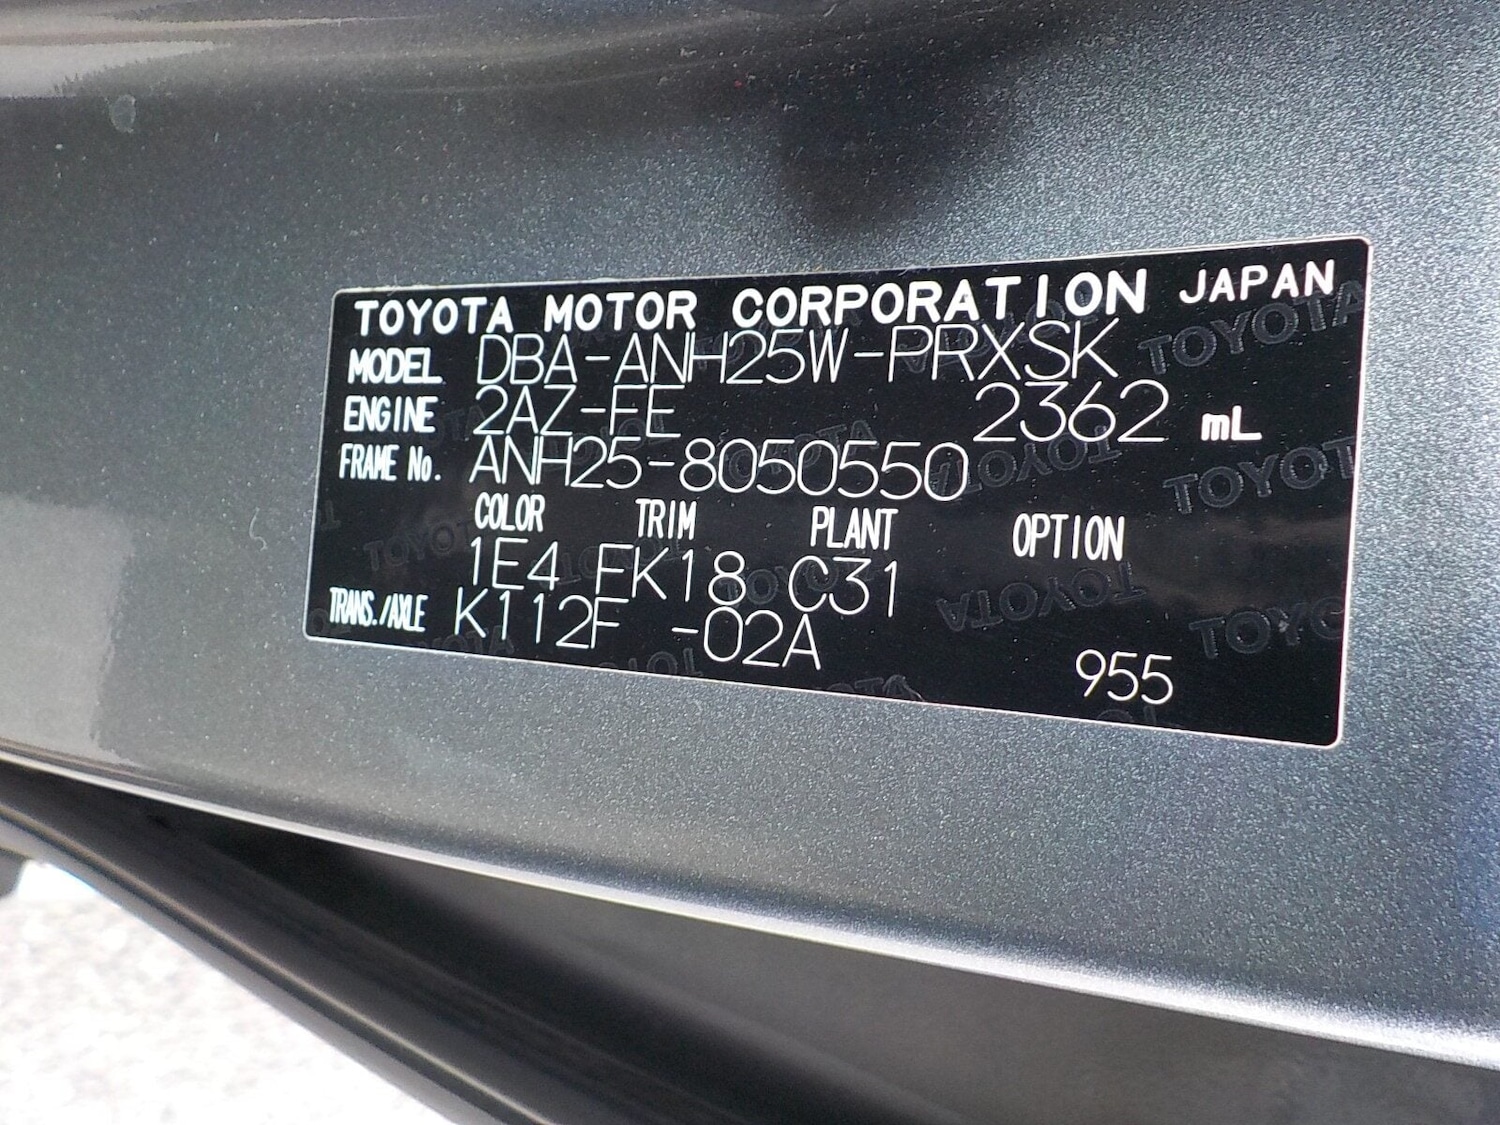 TOYOTA MOTOR CORPORATION JAPAN
MODEL DBA-ANH25W-PRXSK
ENGINE 2AZ-FE 2362 mL
FRAME No. ANH25-8050550
COLOR TRIM PLANT OPTION
1E4 FK18 C31
TRANS./AXLE K112F -02A
955